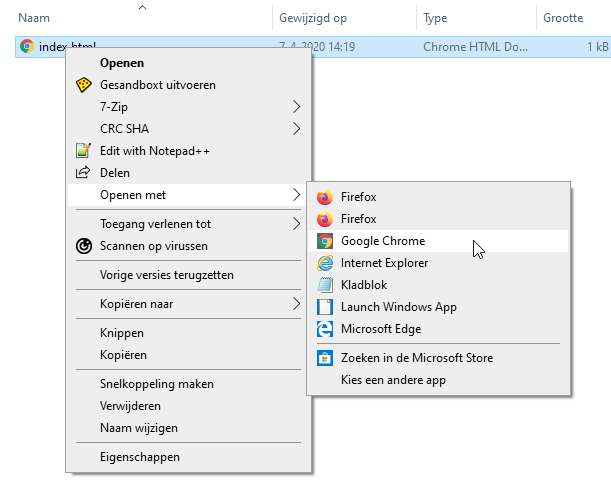 Naam Gewijzigd op Type Grootte
index.html 7-4-2020 14:19 Chrome HTML Do... 1 kB
Openen
Gesandboxt uitvoeren
7-Zip
CRC SHA
Edit with Notepad++
Delen
Openen met
Toegang verlenen tot
Scannen op virussen
Vorige versies terugzetten
Kopiëren naar
Knippen
Kopiëren
Snelkoppeling maken
Verwijderen
Naam wijzigen
Eigenschappen
Firefox
Firefox
Google Chrome
Internet Explorer
Kladblok
Launch Windows App
Microsoft Edge
Zoeken in de Microsoft Store
Kies een andere app